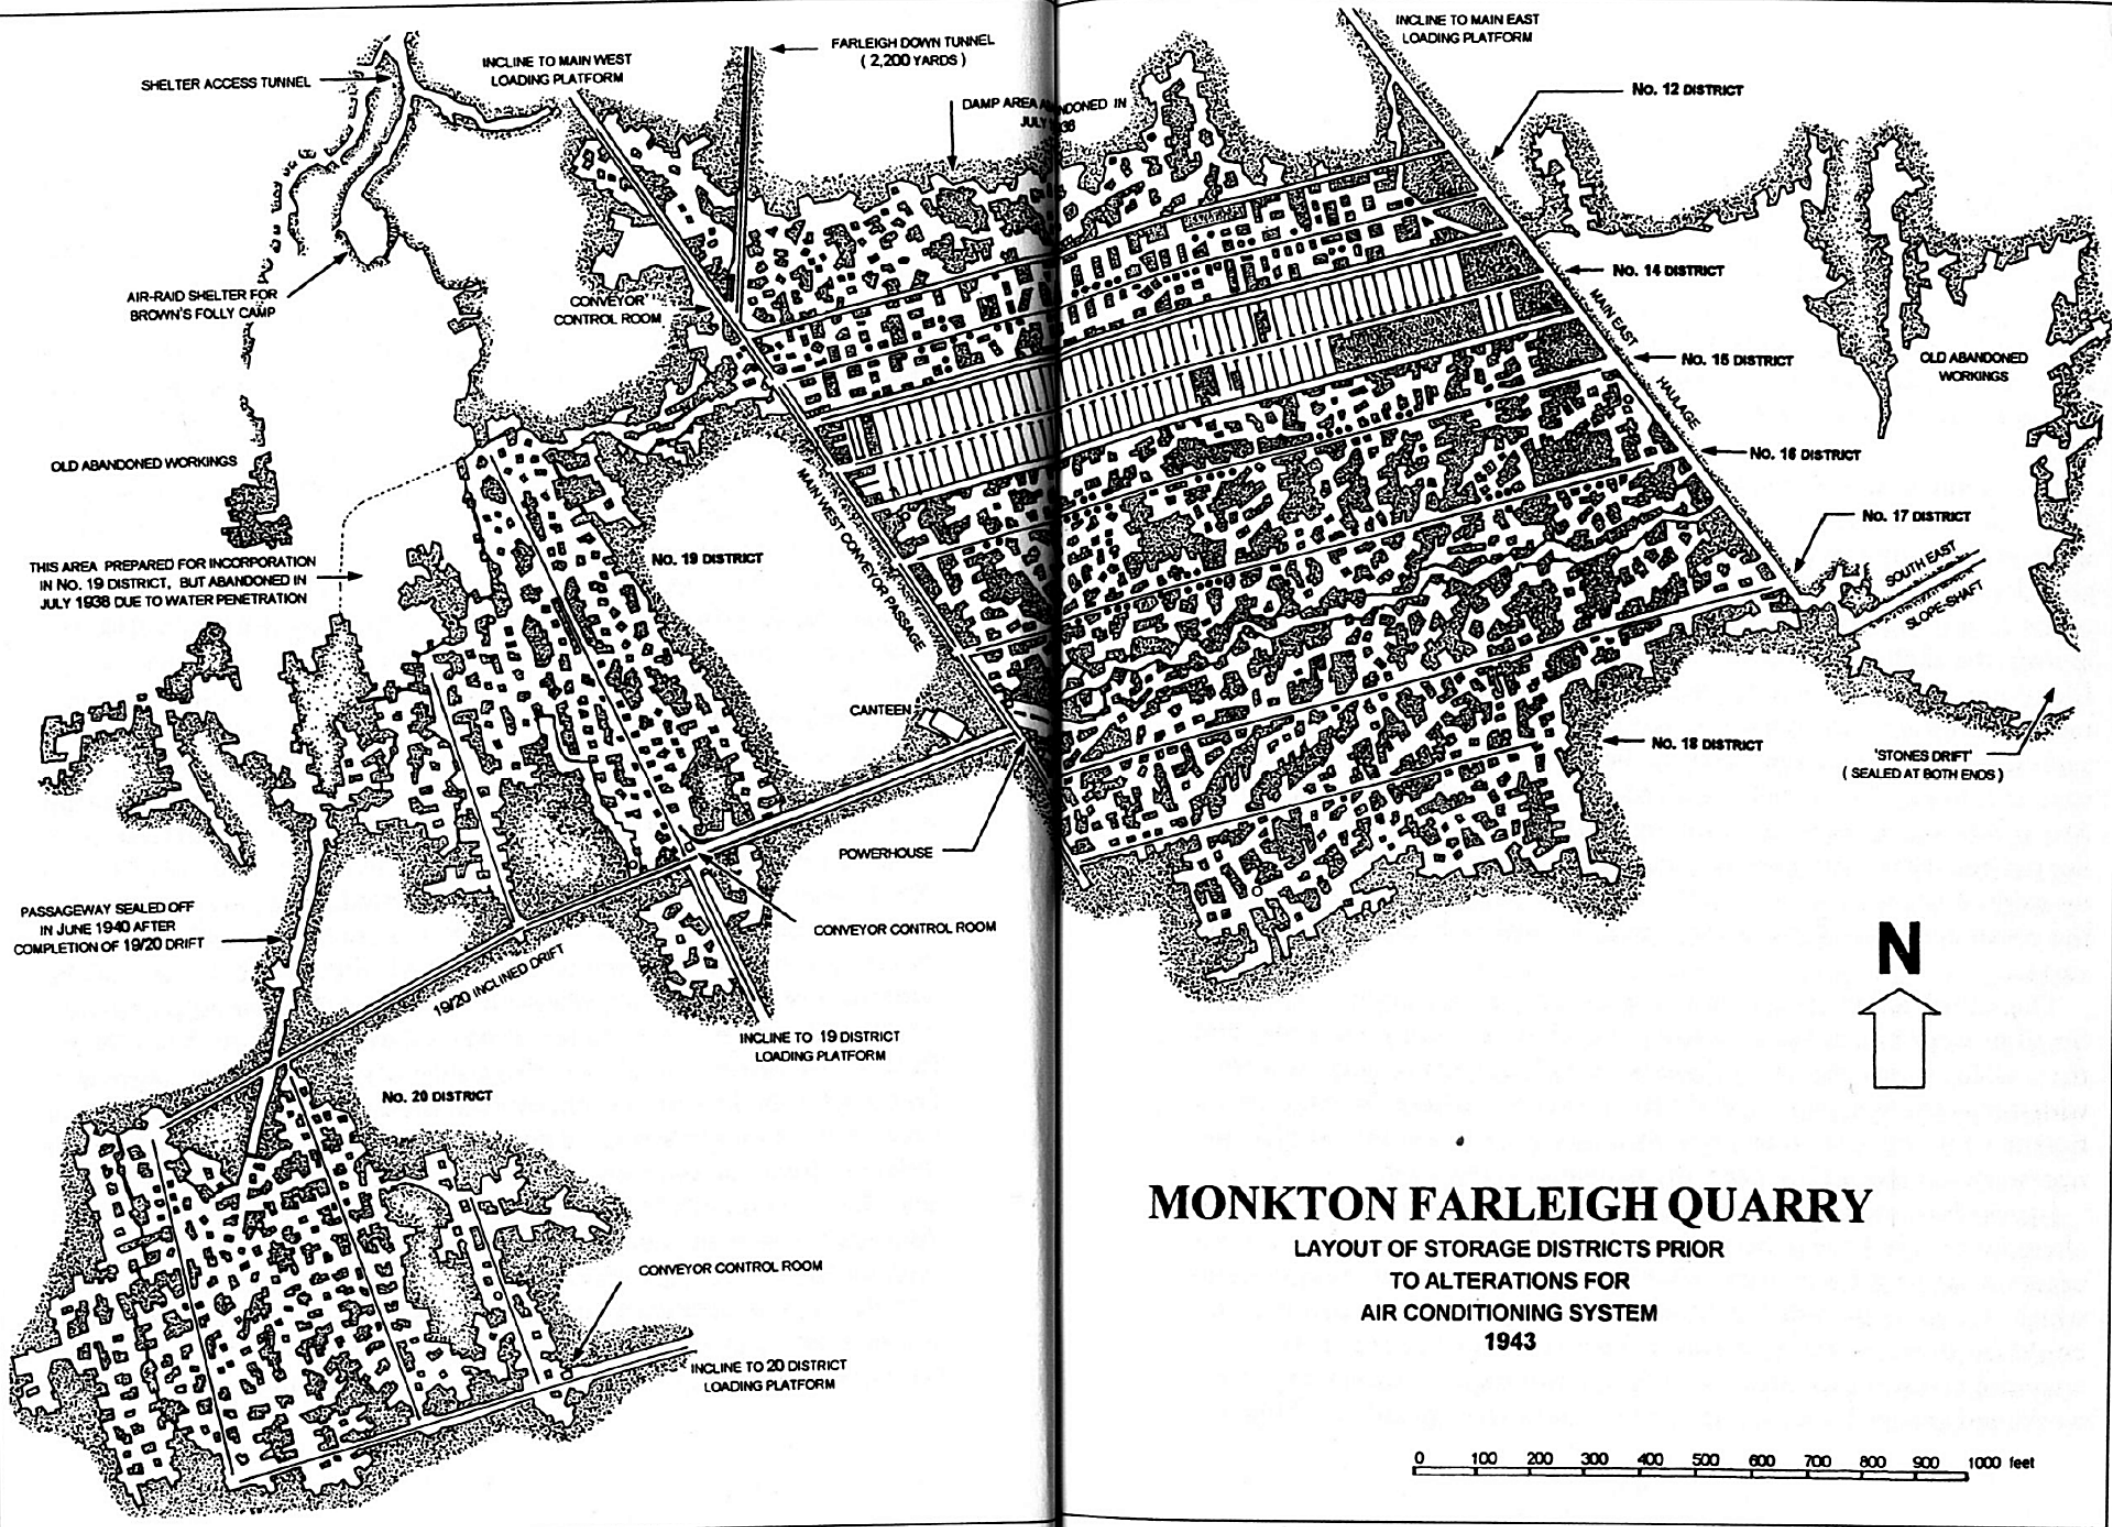 SHELTER ACCESS TUNNEL
INCLINE TO MAIN WEST
LOADING PLATFORM
FARLEIGH DOWN TUNNEL
( 2,200 YARDS )
DAMP AREA ABANDONED IN
JULY 1938
INCLINE TO MAIN EAST
LOADING PLATFORM
No. 12 DISTRICT
AIR-RAID SHELTER FOR
BROWN'S FOLLY CAMP
CONVEYOR
CONTROL ROOM
No. 14 DISTRICT
MAIN EAST
HAULAGE
No. 15 DISTRICT
OLD ABANDONED
WORKINGS
OLD ABANDONED WORKINGS
No. 16 DISTRICT
MAIN WEST CONVEYOR PASSAGE
No. 17 DISTRICT
SOUTH EAST
SLOPE-SHAFT
THIS AREA PREPARED FOR INCORPORATION
IN No. 19 DISTRICT, BUT ABANDONED IN
JULY 1938 DUE TO WATER PENETRATION
No. 19 DISTRICT
CANTEEN
No. 18 DISTRICT
'STONES DRIFT'
( SEALED AT BOTH ENDS )
POWERHOUSE
PASSAGEWAY SEALED OFF
IN JUNE 1940 AFTER
COMPLETION OF 19/20 DRIFT
CONVEYOR CONTROL ROOM
19/20 INCLINED DRIFT
N
INCLINE TO 19 DISTRICT
LOADING PLATFORM
No. 20 DISTRICT
MONKTON FARLEIGH QUARRY
LAYOUT OF STORAGE DISTRICTS PRIOR
TO ALTERATIONS FOR
AIR CONDITIONING SYSTEM
1943
CONVEYOR CONTROL ROOM
INCLINE TO 20 DISTRICT
LOADING PLATFORM
0 100 200 300 400 500 600 700 800 900 1000 feet